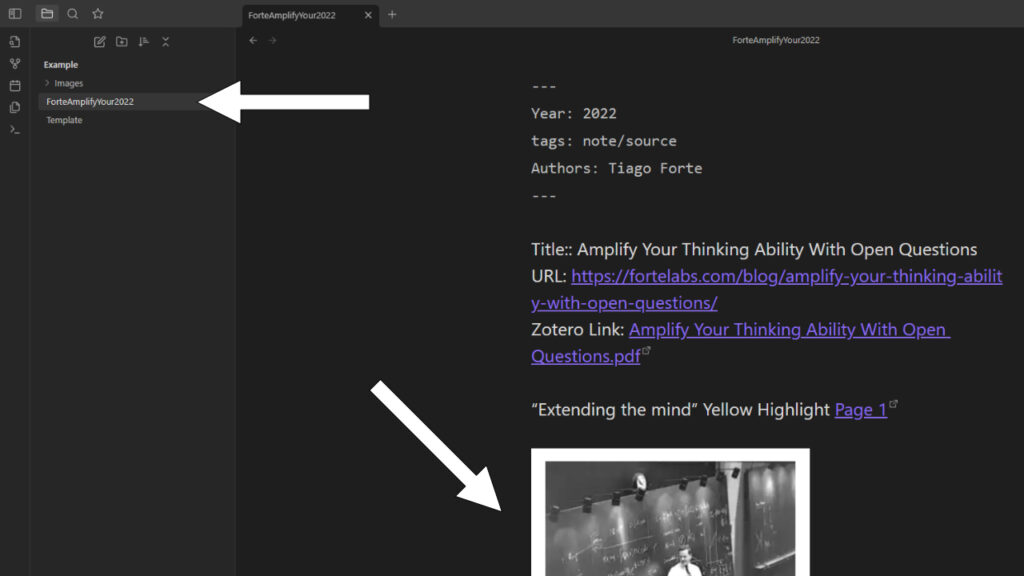 ForteAmplifyYour2022
ForteAmplifyYour2022
Example
Images
ForteAmplifyYour2022
Template
---
Year: 2022
tags: note/source
Authors: Tiago Forte
---
Title:: Amplify Your Thinking Ability With Open Questions
URL: https://fortelabs.com/blog/amplify-your-thinking-abilit
y-with-open-questions/
Zotero Link: Amplify Your Thinking Ability With Open
Questions.pdf
“Extending the mind” Yellow Highlight Page 1